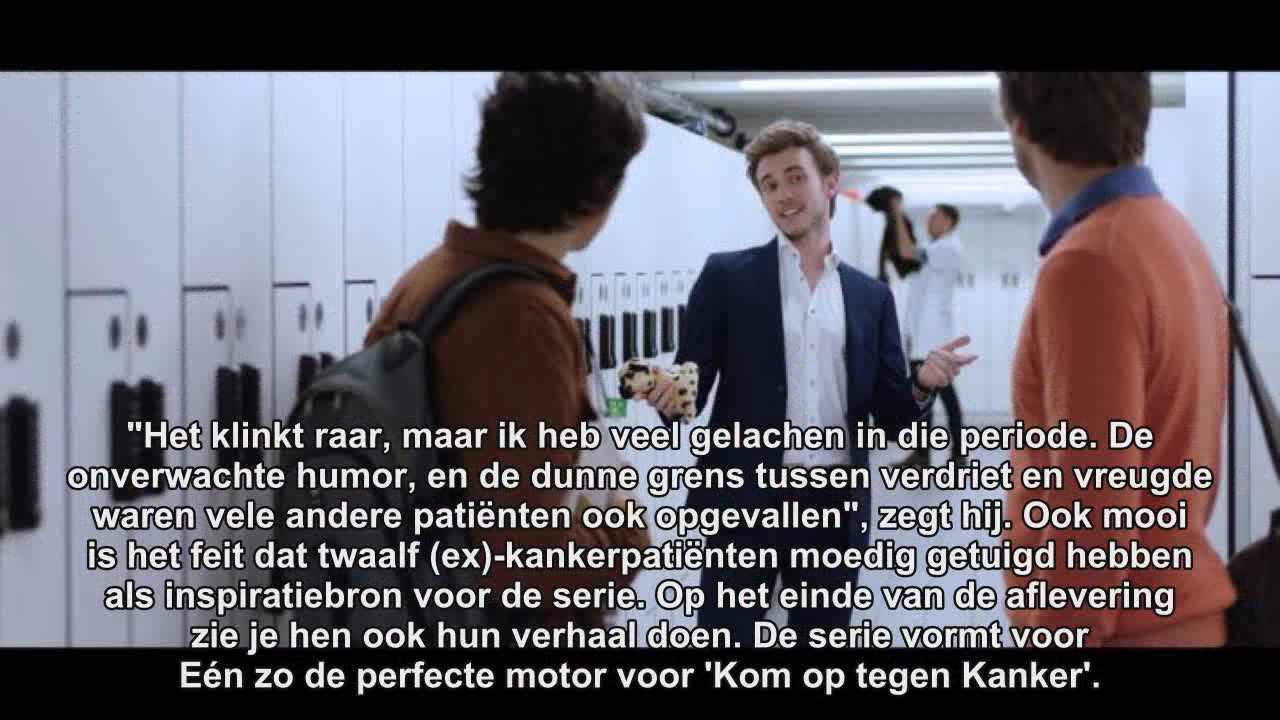 "Het klinkt raar, maar ik heb veel gelachen in die periode. De
onverwachte humor, en de dunne grens tussen verdriet en vreugde
waren vele andere patiënten ook opgevallen", zegt hij. Ook mooi
is het feit dat twaalf (ex)-kankerpatiënten moedig getuigd hebben
als inspiratiebron voor de serie. Op het einde van de aflevering
zie je hen ook hun verhaal doen. De serie vormt voor
Eén zo de perfecte motor voor 'Kom op tegen Kanker'.